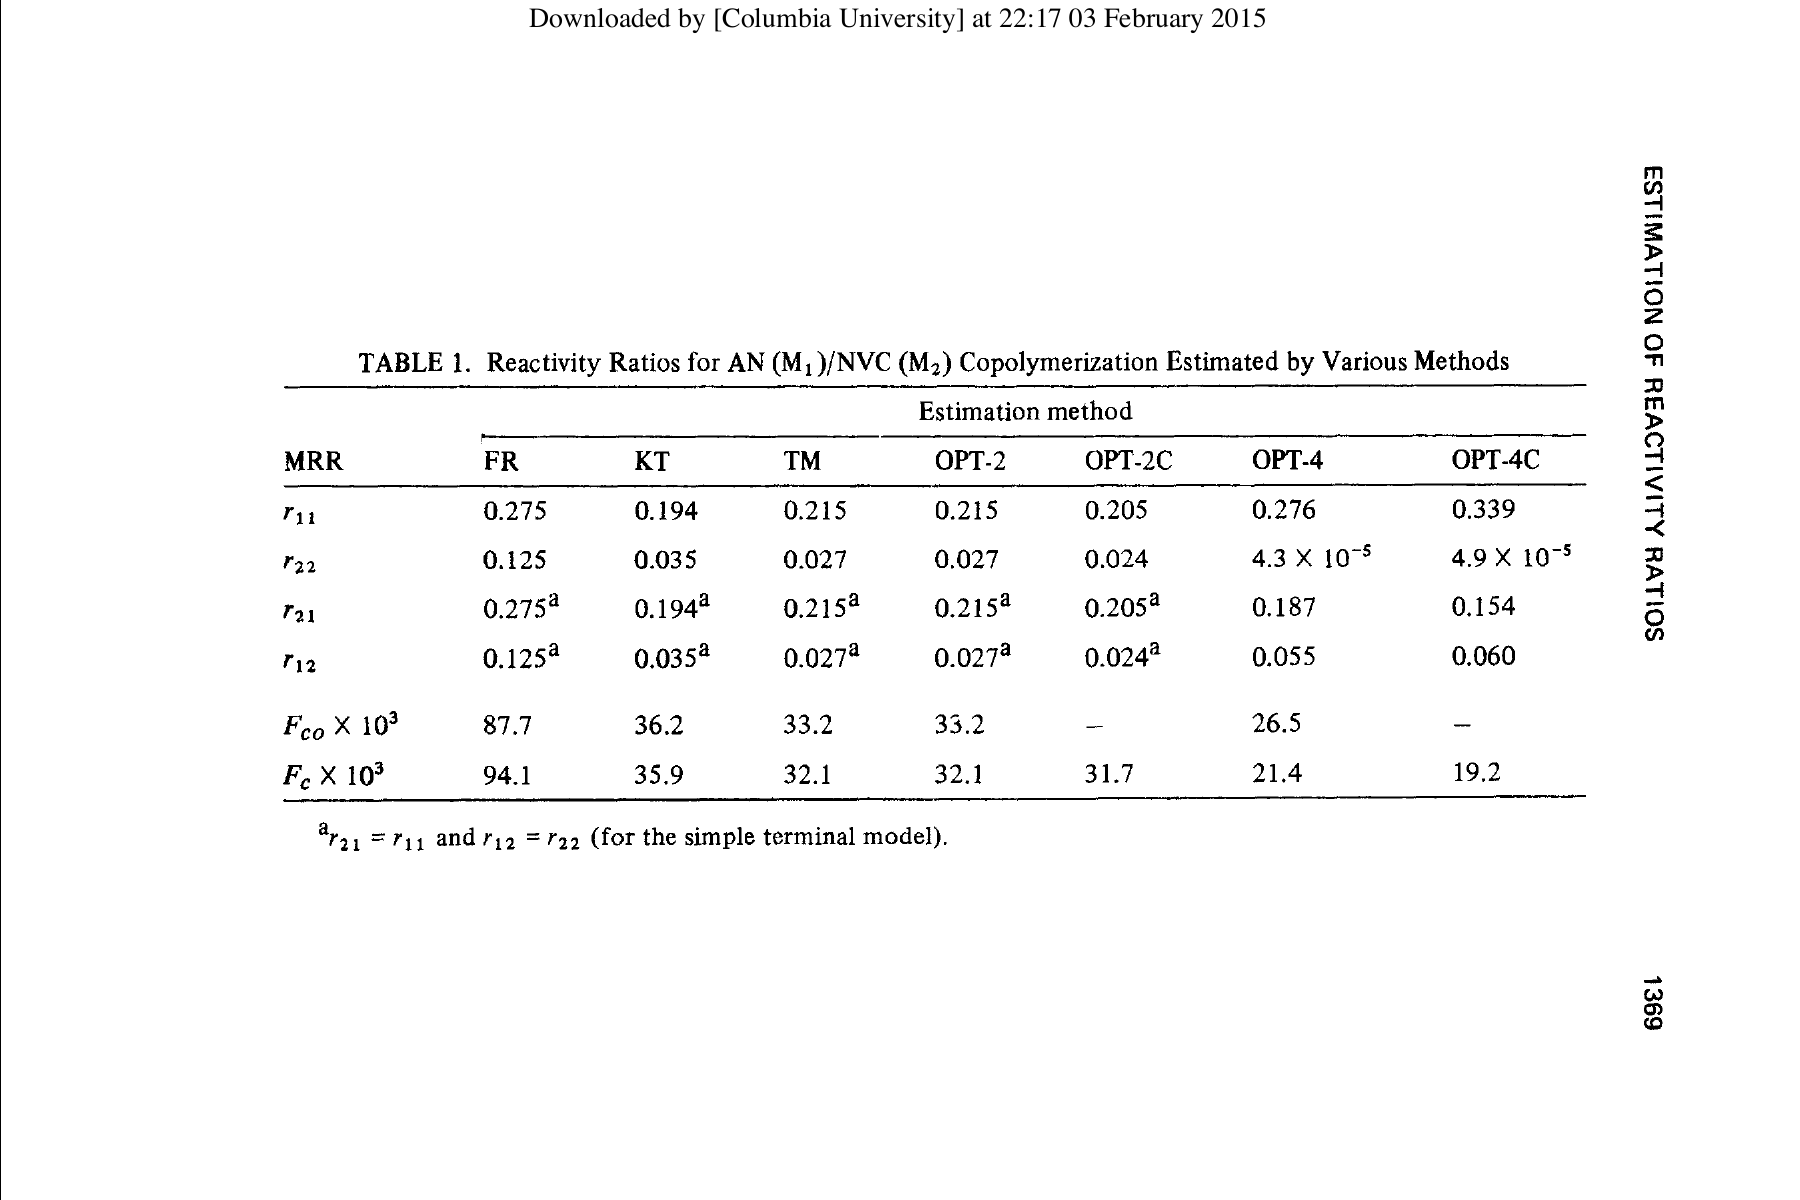 Downloaded by [Columbia University] at 22:17 03 February 2015
ESTIMATION OF REACTIVITY RATIOS
1369
TABLE 1. Reactivity Ratios for AN (M₁)/NVC (M₂) Copolymerization Estimated by Various Methods
Estimation method
MRR FR KT TM OPT-2 OPT-2C OPT-4 OPT-4C
r₁₁ 0.275 0.194 0.215 0.215 0.205 0.276 0.339
r₂₂ 0.125 0.035 0.027 0.027 0.024 4.3 × 10⁻⁵ 4.9 × 10⁻⁵
r₂₁ 0.275ᵃ 0.194ᵃ 0.215ᵃ 0.215ᵃ 0.205ᵃ 0.187 0.154
r₁₂ 0.125ᵃ 0.035ᵃ 0.027ᵃ 0.027ᵃ 0.024ᵃ 0.055 0.060
F_co × 10³ 87.7 36.2 33.2 33.2 — 26.5 —
F_c × 10³ 94.1 35.9 32.1 32.1 31.7 21.4 19.2
ᵃr₂₁ = r₁₁ and r₁₂ = r₂₂ (for the simple terminal model).